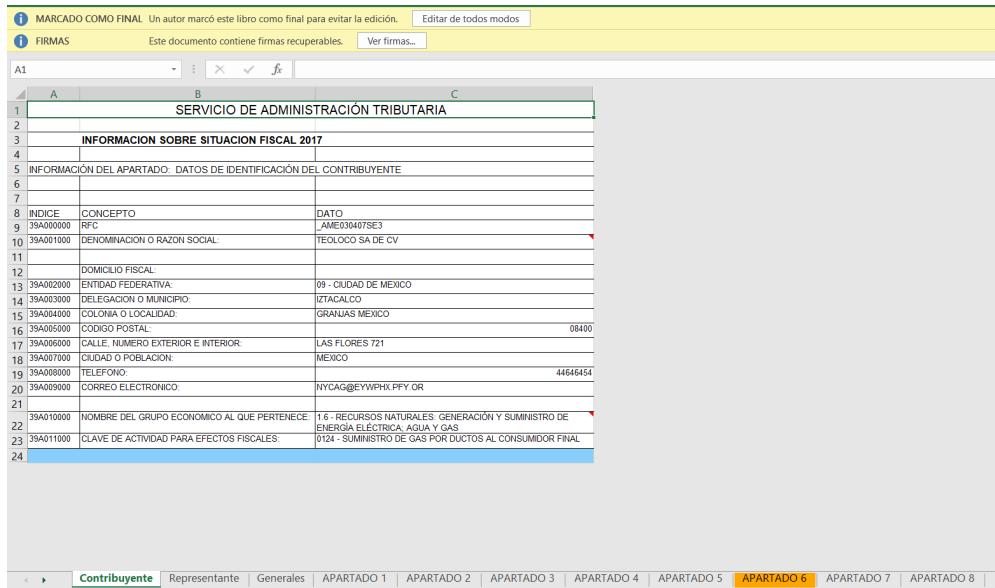 MARCADO COMO FINAL Un autor marcó este libro como final para evitar la edición. Editar de todos modos
FIRMAS Este documento contiene firmas recuperables. Ver firmas...
A1 fx
A B C
1 SERVICIO DE ADMINISTRACIÓN TRIBUTARIA
2
3 INFORMACION SOBRE SITUACION FISCAL 2017
4
5 INFORMACIÓN DEL APARTADO: DATOS DE IDENTIFICACIÓN DEL CONTRIBUYENTE
6
7
8 INDICE CONCEPTO DATO
9 39A000000 RFC _AME030407SE3
10 39A001000 DENOMINACION O RAZON SOCIAL: TEOLOCO SA DE CV
11
12 DOMICILIO FISCAL:
13 39A002000 ENTIDAD FEDERATIVA: 09 - CIUDAD DE MEXICO
14 39A003000 DELEGACION O MUNICIPIO: IZTACALCO
15 39A004000 COLONIA O LOCALIDAD: GRANJAS MEXICO
16 39A005000 CODIGO POSTAL: 08400
17 39A006000 CALLE, NUMERO EXTERIOR E INTERIOR: LAS FLORES 721
18 39A007000 CIUDAD O POBLACION: MEXICO
19 39A008000 TELEFONO: 44646454
20 39A009000 CORREO ELECTRONICO: NYCAG@EYWPHX.PFY.OR
21
22 39A010000 NOMBRE DEL GRUPO ECONOMICO AL QUE PERTENECE: 1.6 - RECURSOS NATURALES: GENERACIÓN Y SUMINISTRO DE
ENERGÍA ELÉCTRICA; AGUA Y GAS
23 39A011000 CLAVE DE ACTIVIDAD PARA EFECTOS FISCALES: 0124 - SUMINISTRO DE GAS POR DUCTOS AL CONSUMIDOR FINAL
24
Contribuyente Representante Generales APARTADO 1 APARTADO 2 APARTADO 3 APARTADO 4 APARTADO 5 APARTADO 6 APARTADO 7 APARTADO 8